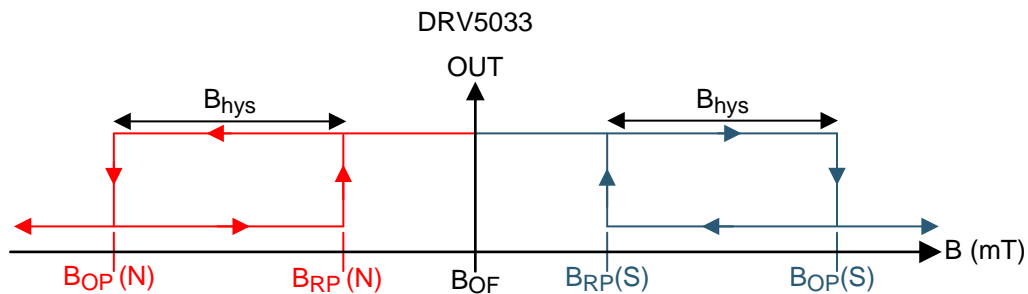 DRV5033
OUT
Bhys
Bhys
BOP(N)
BRP(N)
BOF
BRP(S)
BOP(S)
B (mT)